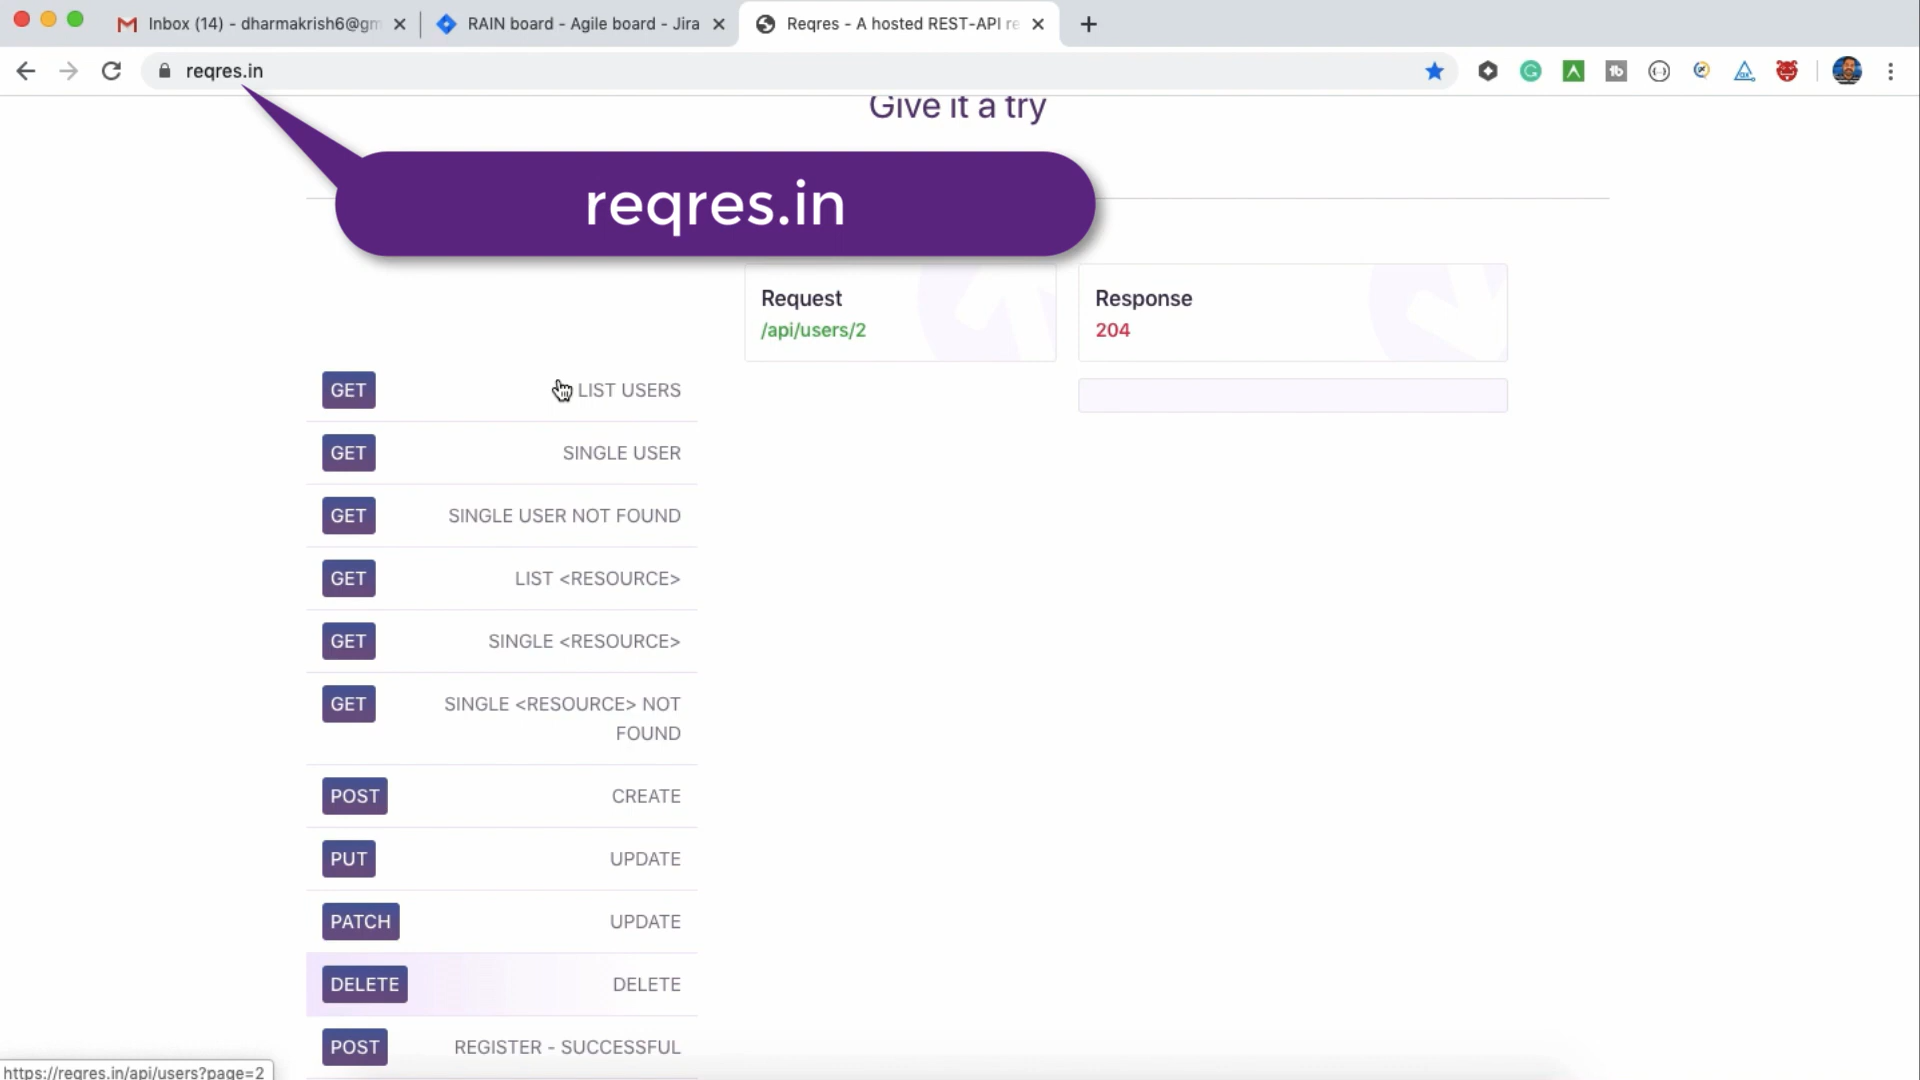 Inbox (14) - dharmakrish6@gm
RAIN board - Agile board - Jira
Reqres - A hosted REST-API re
reqres.in
Give it a try
reqres.in
Request
/api/users/2
Response
204
GET LIST USERS
GET SINGLE USER
GET SINGLE USER NOT FOUND
GET LIST <RESOURCE>
GET SINGLE <RESOURCE>
GET SINGLE <RESOURCE> NOT
FOUND
POST CREATE
PUT UPDATE
PATCH UPDATE
DELETE DELETE
POST REGISTER - SUCCESSFUL
https://reqres.in/api/users?page=2